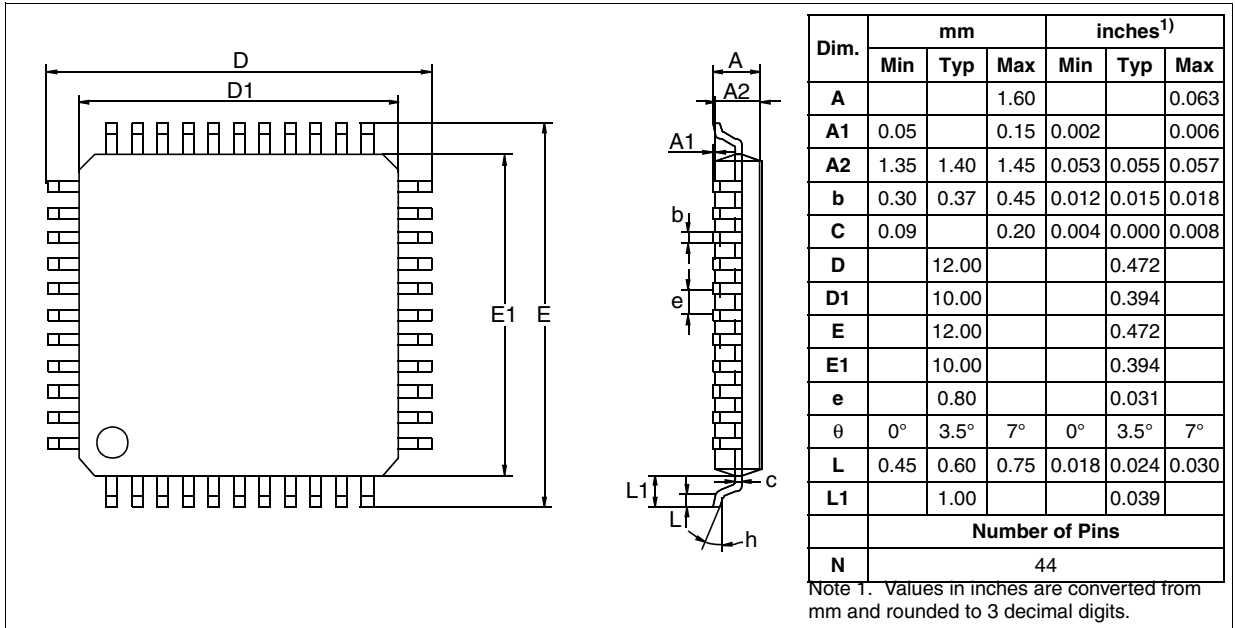 D
D1
E1
E
A
A2
A1
b
e
c
L1
L
h
Dim. mm inches1)
Min Typ Max Min Typ Max
A 1.60 0.063
A1 0.05 0.15 0.002 0.006
A2 1.35 1.40 1.45 0.053 0.055 0.057
b 0.30 0.37 0.45 0.012 0.015 0.018
C 0.09 0.20 0.004 0.000 0.008
D 12.00 0.472
D1 10.00 0.394
E 12.00 0.472
E1 10.00 0.394
e 0.80 0.031
θ 0° 3.5° 7° 0° 3.5° 7°
L 0.45 0.60 0.75 0.018 0.024 0.030
L1 1.00 0.039
Number of Pins
N 44
Note 1. Values in inches are converted from
mm and rounded to 3 decimal digits.